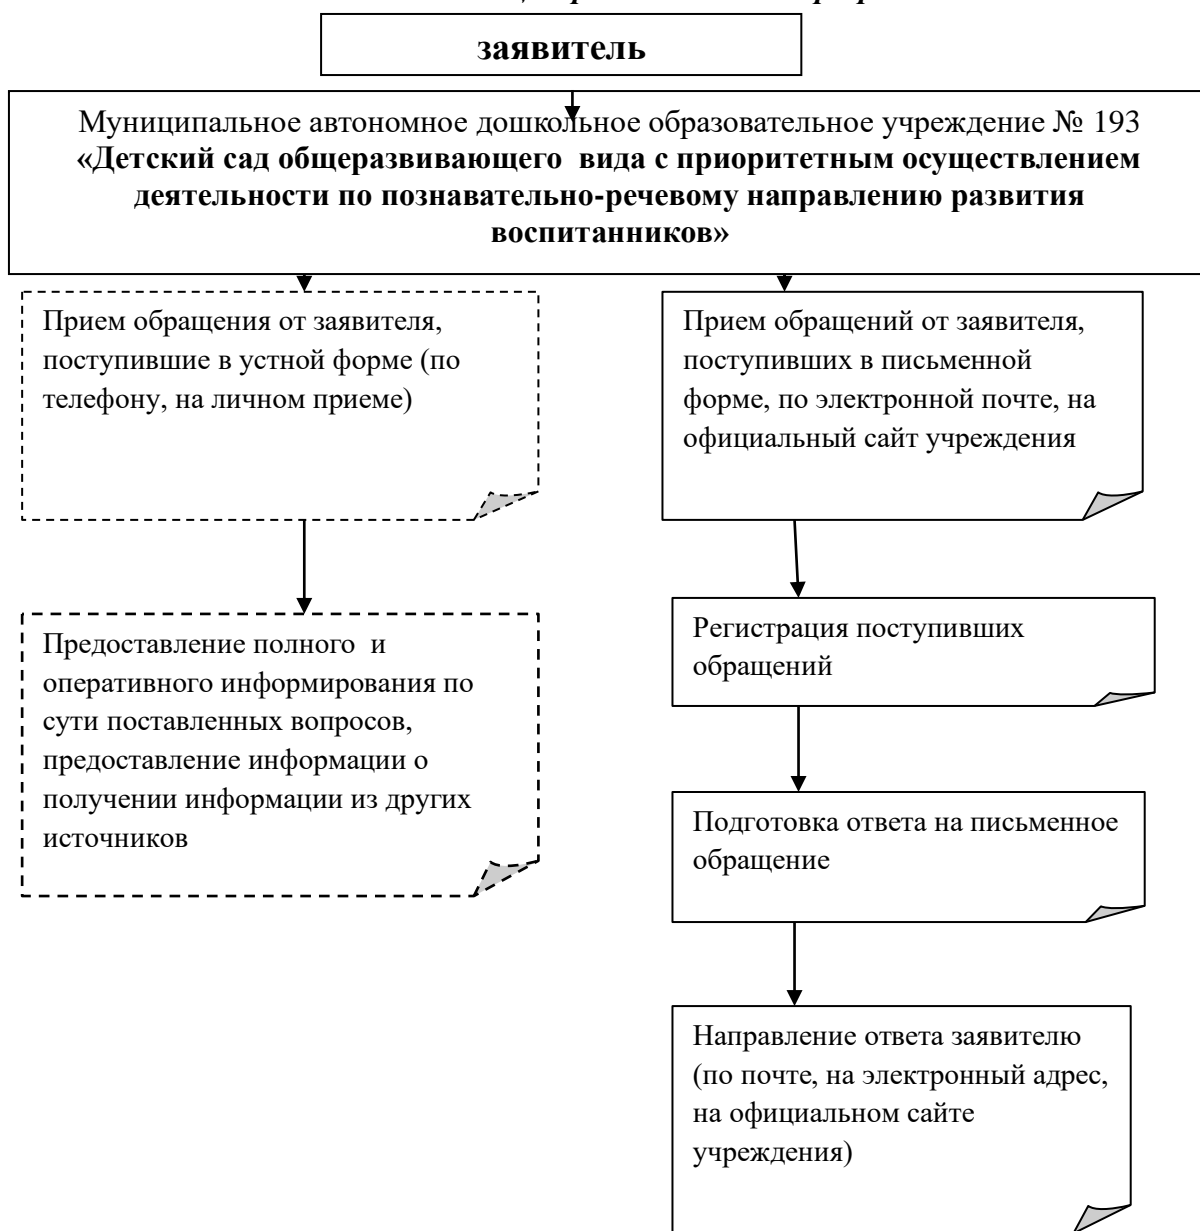 заявитель
Муниципальное автономное дошкольное образовательное учреждение № 193
«Детский сад общеразвивающего вида с приоритетным осуществлением
деятельности по познавательно-речевому направлению развития
воспитанников»
Прием обращения от заявителя,
поступившие в устной форме (по
телефону, на личном приеме)
Прием обращений от заявителя,
поступивших в письменной
форме, по электронной почте, на
официальный сайт учреждения
Предоставление полного и
оперативного информирования по
сути поставленных вопросов,
предоставление информации о
получении информации из других
источников
Регистрация поступивших
обращений
Подготовка ответа на письменное
обращение
Направление ответа заявителю
(по почте, на электронный адрес,
на официальном сайте
учреждения)